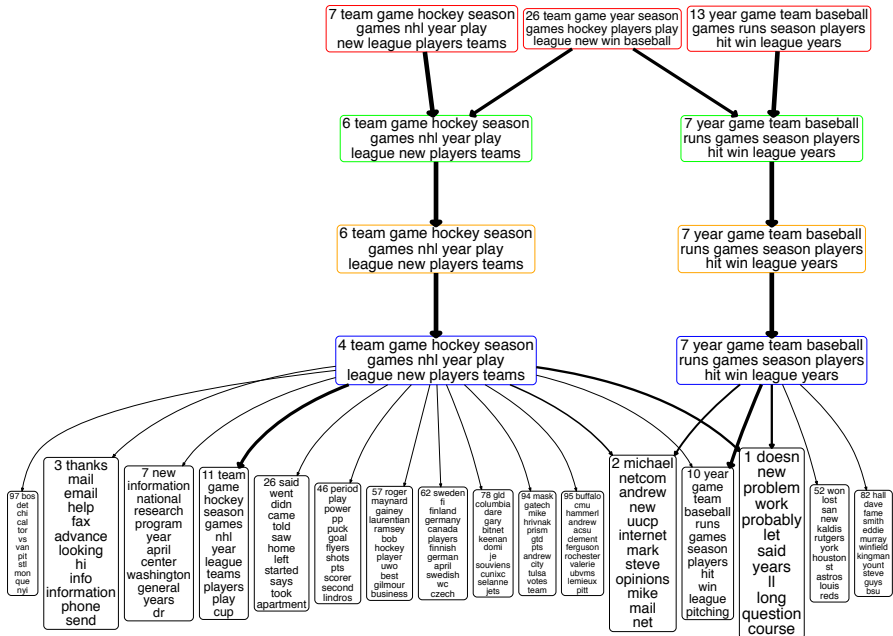 7 team game hockey season
games nhl year play
new league players teams
26 team game year season
games hockey players play
league new win baseball
13 year game team baseball
games runs season players
hit win league years
6 team game hockey season
games nhl year play
league new players teams
7 year game team baseball
runs games season players
hit win league years
6 team game hockey season
games nhl year play
league new players teams
7 year game team baseball
runs games season players
hit win league years
4 team game hockey season
games nhl year play
league new players teams
7 year game team baseball
runs games season players
hit win league years
97 bos
det
chi
cal
tor
vs
van
pit
stl
mon
que
nyi
3 thanks
mail
email
help
fax
advance
looking
hi
info
information
phone
send
7 new
information
national
research
program
year
april
center
washington
general
years
dr
11 team
game
hockey
season
games
nhl
year
league
teams
players
play
cup
26 said
went
didn
came
told
saw
home
left
started
says
took
apartment
46 period
play
power
pp
puck
goal
flyers
shots
pts
scorer
second
lindros
57 roger
maynard
gainey
laurentian
ramsey
bob
hockey
player
uwo
best
gilmour
business
62 sweden
fi
finland
germany
canada
players
finnish
german
april
swedish
wc
czech
78 gld
columbia
dare
gary
bitnet
keenan
domi
je
souviens
cunixc
selanne
jets
94 mask
gatech
mike
hrivnak
prism
gtd
pts
andrew
city
tulsa
votes
team
95 buffalo
cmu
hammerl
andrew
acsu
clement
ferguson
rochester
valerie
ubvms
lemieux
pitt
2 michael
netcom
andrew
new
uucp
internet
mark
steve
opinions
mike
mail
net
10 year
game
team
baseball
runs
games
season
players
hit
win
league
pitching
1 doesn
new
problem
work
probably
let
said
years
ll
long
question
course
52 won
lost
san
new
kaldis
rutgers
york
houston
st
astros
louis
reds
82 hall
dave
fame
smith
eddie
murray
winfield
kingman
yount
steve
guys
bsu